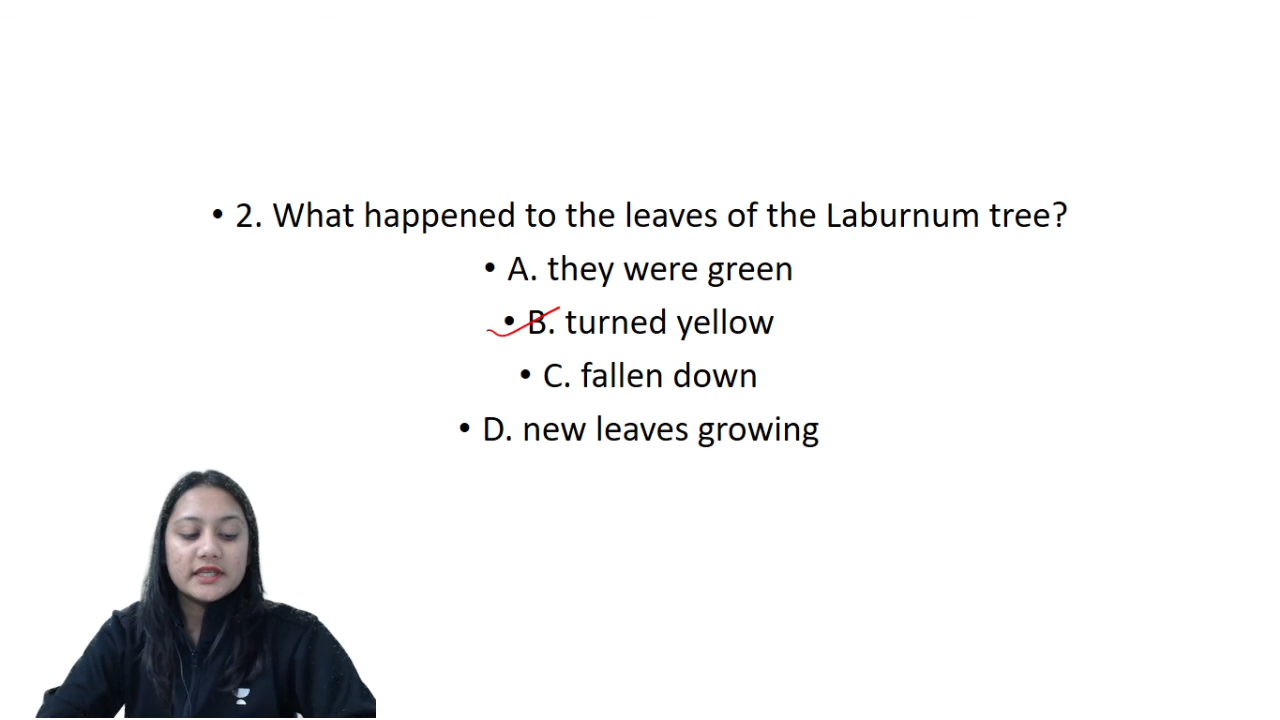 • 2. What happened to the leaves of the Laburnum tree?
• A. they were green
• B. turned yellow
• C. fallen down
• D. new leaves growing